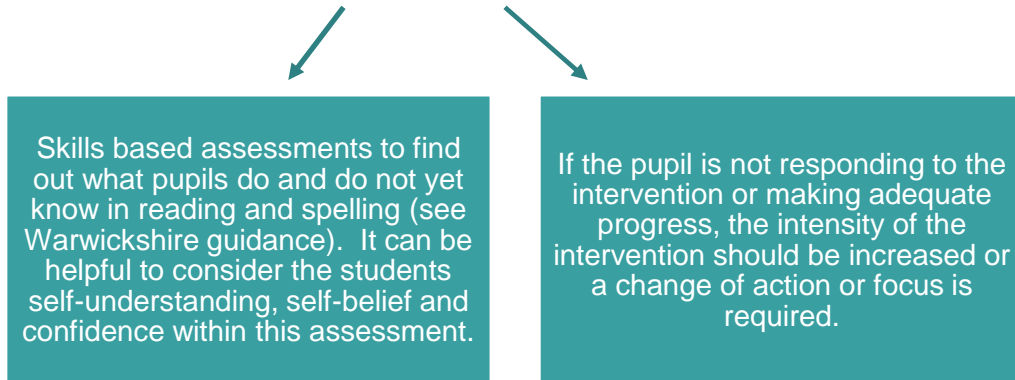 Skills based assessments to find
out what pupils do and do not yet
know in reading and spelling (see
Warwickshire guidance).  It can be
helpful to consider the students
self-understanding, self-belief and
confidence within this assessment.
If the pupil is not responding to the
intervention or making adequate
progress, the intensity of the
intervention should be increased or
a change of action or focus is
required.